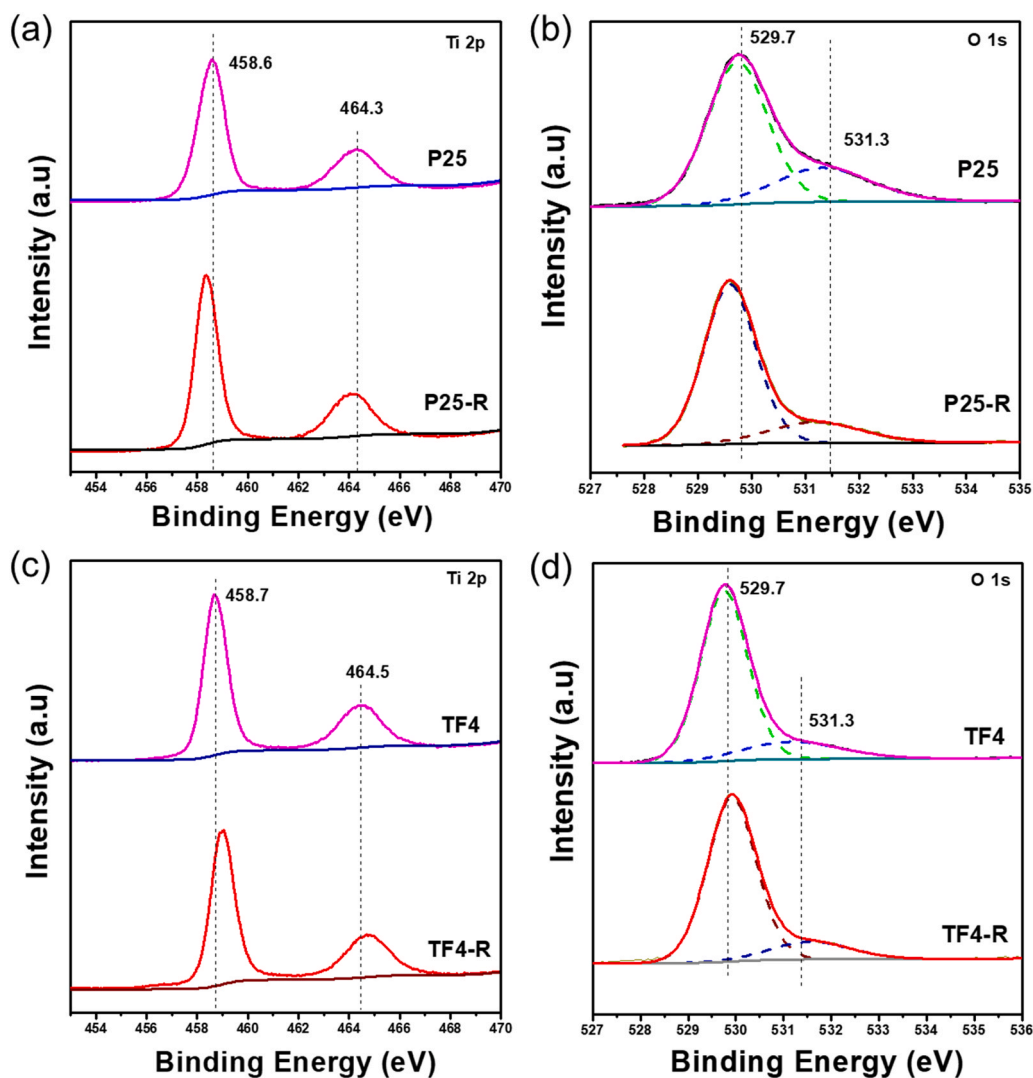 (a)
Ti 2p
458.6
464.3
P25
P25-R
Intensity (a.u)
454 456 458 460 462 464 466 468 470
Binding Energy (eV)
(b)
O 1s
529.7
531.3
P25
P25-R
Intensity (a.u)
527 528 529 530 531 532 533 534 535
Binding Energy (eV)
(c)
Ti 2p
458.7
464.5
TF4
TF4-R
Intensity (a.u)
454 456 458 460 462 464 466 468 470
Binding Energy (eV)
(d)
O 1s
529.7
531.3
TF4
TF4-R
Intensity (a.u)
527 528 529 530 531 532 533 534 535 536
Binding Energy (eV)